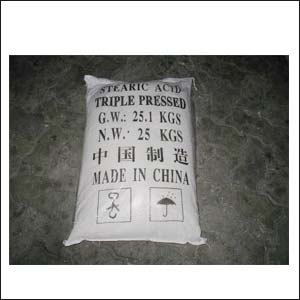 STEARIC ACID
TRIPLE PRESSED
G.W.: 25.1 KGS
N.W.: 25 KGS
中国制造
MADE IN CHINA